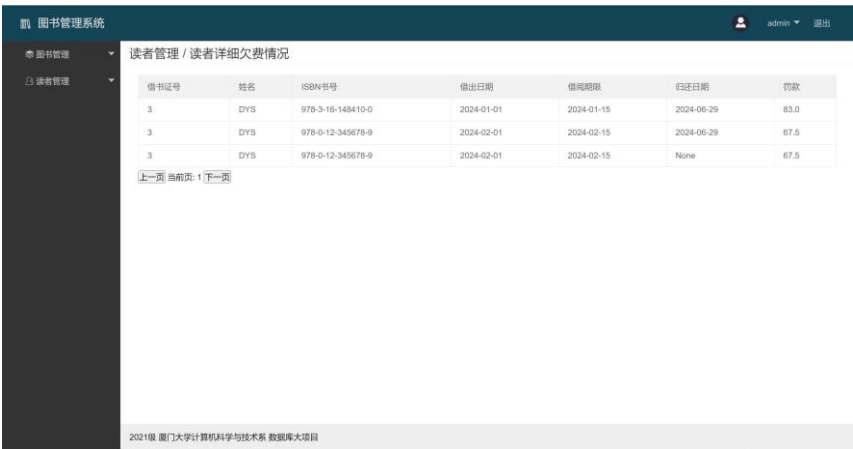 图书管理系统 admin 退出
图书管理 读者管理 / 读者详细欠费情况
读者管理
借书证号 姓名 ISBN书号 借出日期 借阅期限 归还日期 罚款
3 DYS 978-3-16-148410-0 2024-01-01 2024-01-15 2024-06-29 83.0
3 DYS 978-0-12-345678-9 2024-02-01 2024-02-15 2024-06-29 67.5
3 DYS 978-0-12-345678-9 2024-02-01 2024-02-15 None 67.5
上一页 当前页: 1 下一页
2021级 厦门大学计算机科学与技术系 数据库大项目